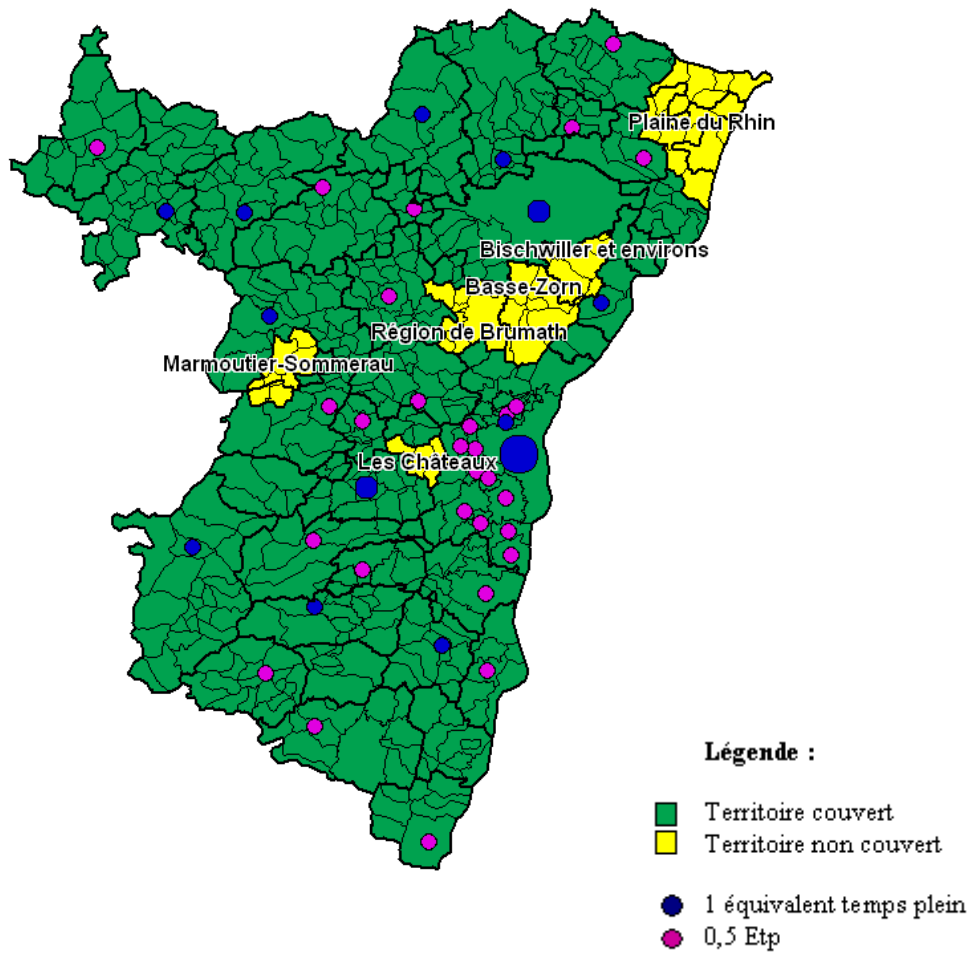 Plaine du Rhin
Bischwiller et environs
Basse-Zorn
Région de Brumath
Marmoutier-Sommerau
Les Châteaux
Légende :
Territoire couvert
Territoire non couvert
1 équivalent temps plein
0,5 Etp